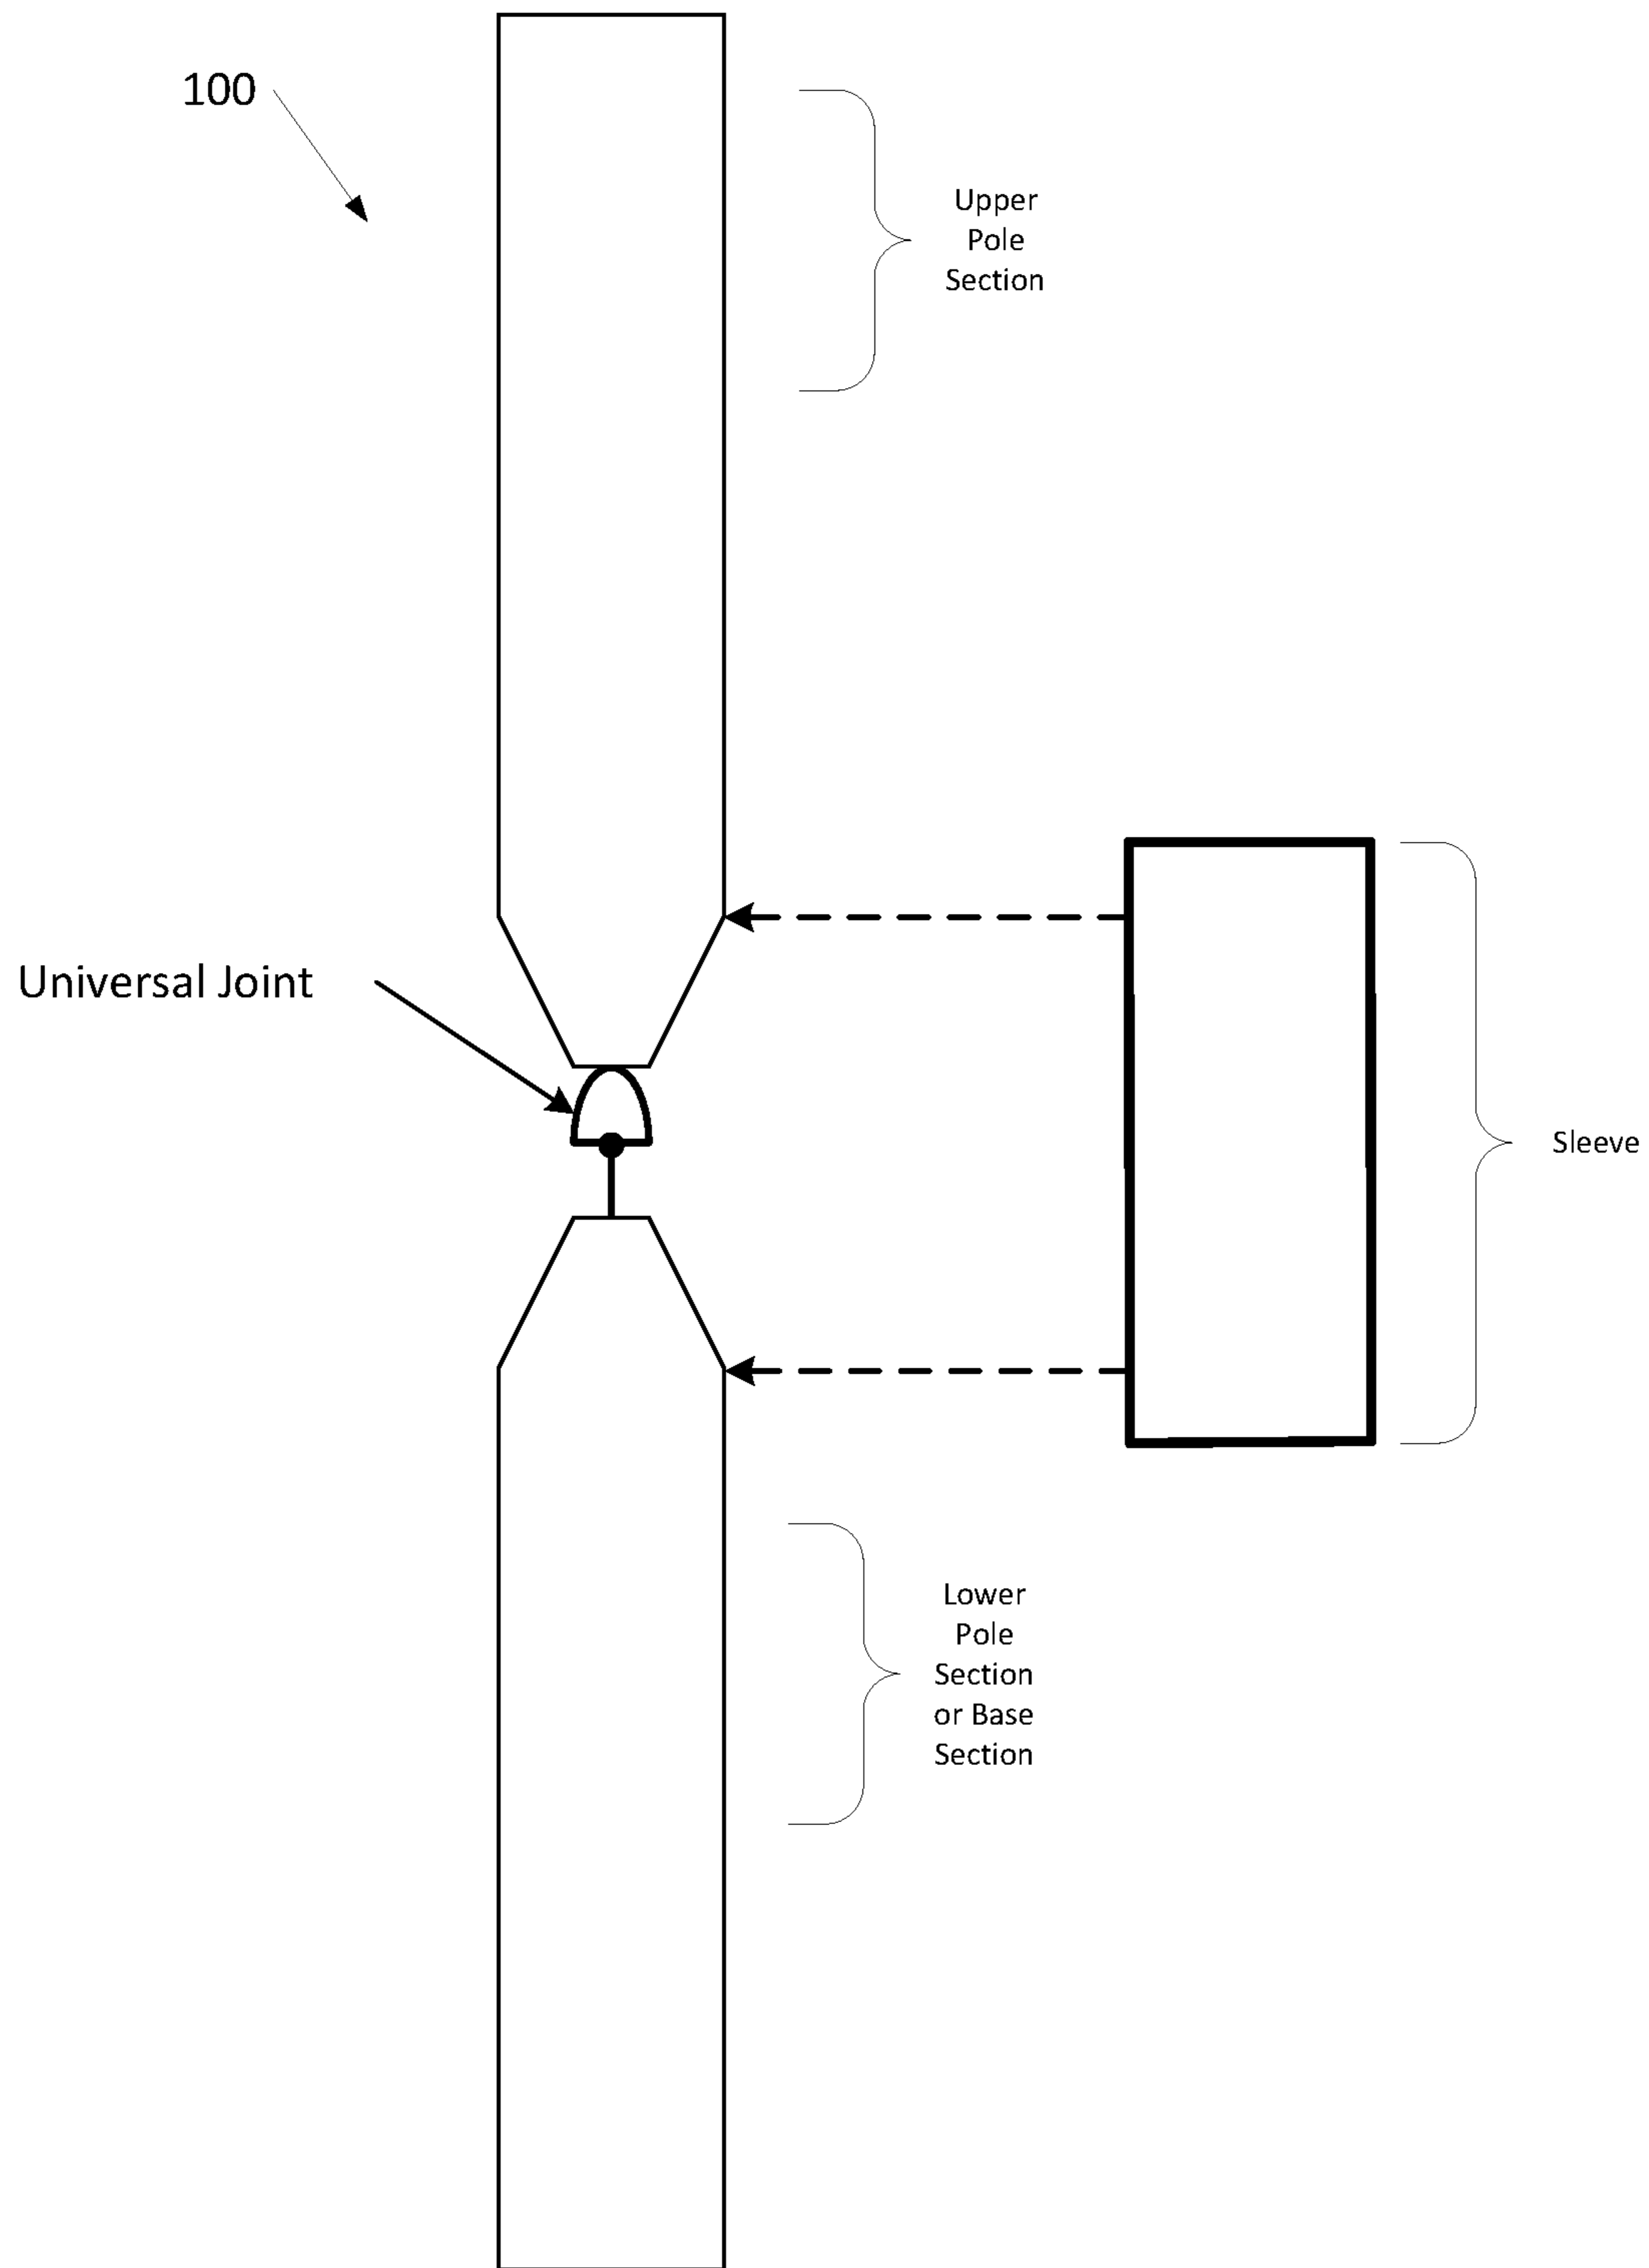 100
Upper
Pole
Section
Universal Joint
Sleeve
Lower
Pole
Section
or Base
Section